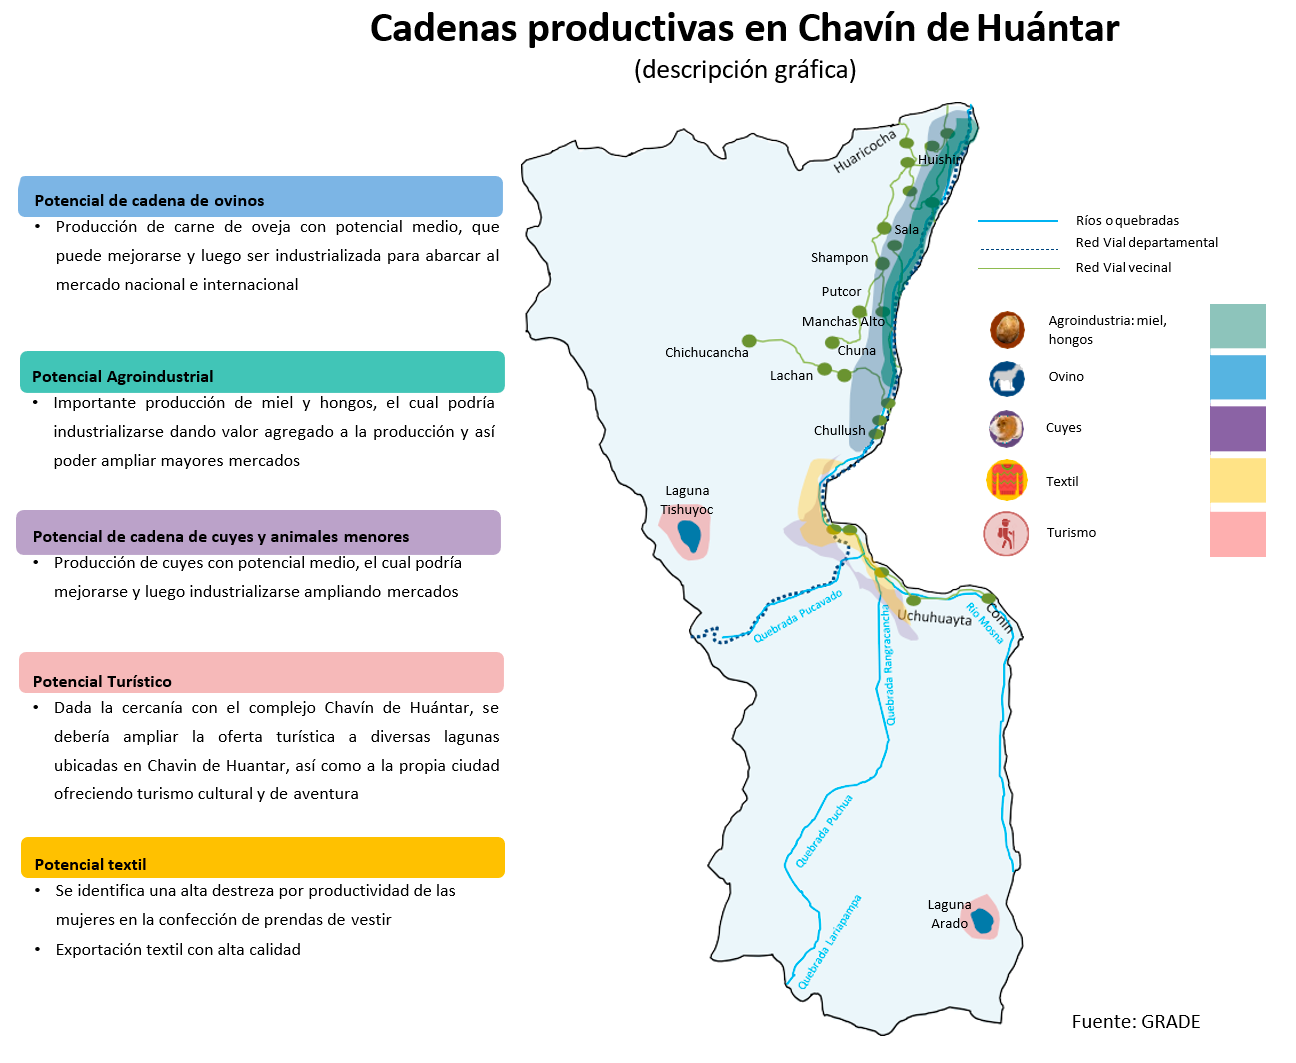 Cadenas productivas en Chavín de Huántar
(descripción gráfica)
Potencial de cadena de ovinos
• Producción de carne de oveja con potencial medio, que
puede mejorarse y luego ser industrializada para abarcar al
mercado nacional e internacional
Potencial Agroindustrial
• Importante producción de miel y hongos, el cual podría
industrializarse dando valor agregado a la producción y así
poder ampliar mayores mercados
Potencial de cadena de cuyes y animales menores
• Producción de cuyes con potencial medio, el cual podría
mejorarse y luego industrializarse ampliando mercados
Potencial Turístico
• Dada la cercanía con el complejo Chavín de Huántar, se
debería ampliar la oferta turística a diversas lagunas
ubicadas en Chavin de Huantar, así como a la propia ciudad
ofreciendo turismo cultural y de aventura
Potencial textil
• Se identifica una alta destreza por productividad de las
mujeres en la confección de prendas de vestir
• Exportación textil con alta calidad
Huaricocha
Huishin
Sala
Shampon
Putcor
Manchas Alto
Chichucancha
Chuna
Lachan
Chullush
Laguna
Tishuyoc
Quebrada Pucavado
Quebrada Rangracancha
Uchuhuayta
Río Mosna
Conin
Quebrada Puchua
Quebrada Lariapampa
Laguna
Arado
Ríos o quebradas
Red Vial departamental
Red Vial vecinal
Agroindustria: miel,
hongos
Ovino
Cuyes
Textil
Turismo
Fuente: GRADE